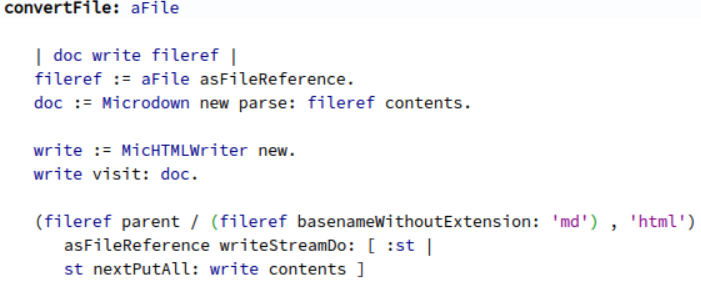 convertFile: aFile
| doc write fileref |
fileref := aFile asFileReference.
doc := Microdown new parse: fileref contents.
write := MicHTMLWriter new.
write visit: doc.
(fileref parent / (fileref basenameWithoutExtension: 'md') , 'html')
asFileReference writeStreamDo: [ :st |
st nextPutAll: write contents ]